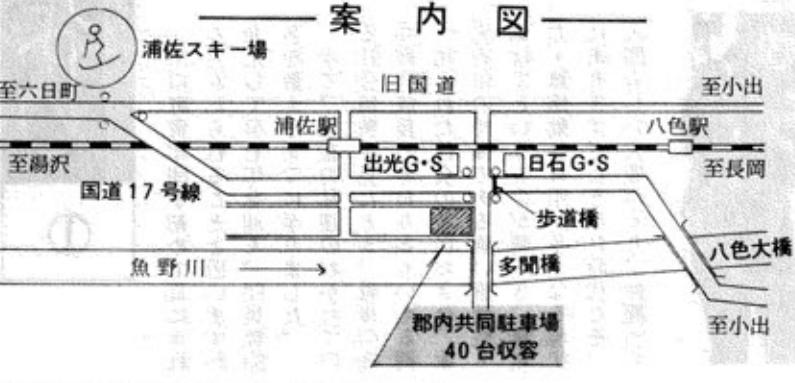 案内図
浦佐スキー場
至六日町
旧国道
至小出
浦佐駅
八色駅
至湯沢
出光G・S
日石G・S
至長岡
国道17号線
歩道橋
魚野川
多聞橋
八色大橋
郡内共同駐車場
40台収容
至小出